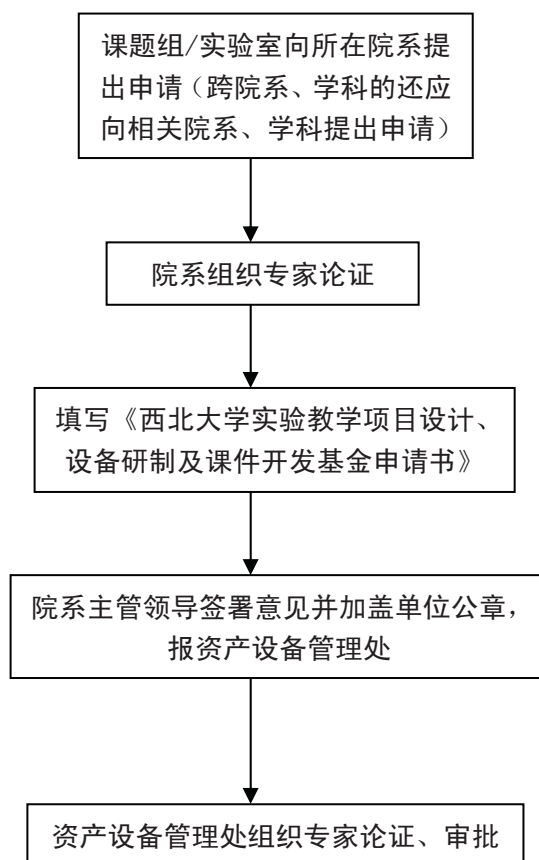 课题组/实验室向所在院系提
出申请（跨院系、学科的还应
向相关院系、学科提出申请）
院系组织专家论证
填写《西北大学实验教学项目设计、
设备研制及课件开发基金申请书》
院系主管领导签署意见并加盖单位公章，
报资产设备管理处
资产设备管理处组织专家论证、审批